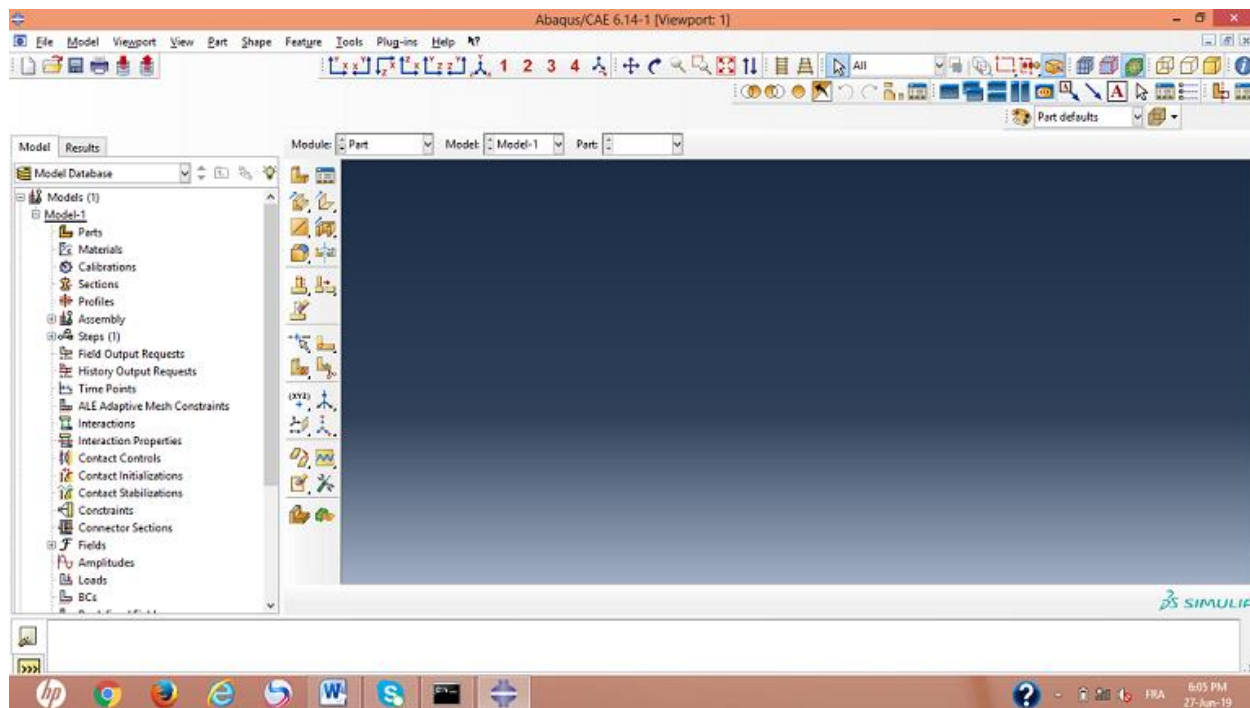 Abaqus/CAE 6.14-1 [Viewport: 1]
File Model Viewport View Part Shape Feature Tools Plug-ins Help
1 2 3 4 All
A
Part defaults
Model Results
Module: Part Model: Model-1 Part:
Model Database
Models (1)
Model-1
Parts
Materials
Calibrations
Sections
Profiles
Assembly
Steps (1)
Field Output Requests
History Output Requests
Time Points
ALE Adaptive Mesh Constraints
Interactions
Interaction Properties
Contact Controls
Contact Initializations
Contact Stabilizations
Constraints
Connector Sections
Fields
Amplitudes
Loads
BCs
(XYZ)
SIMULIA
>>>
hp
FRA 6:05 PM
27-Jun-19